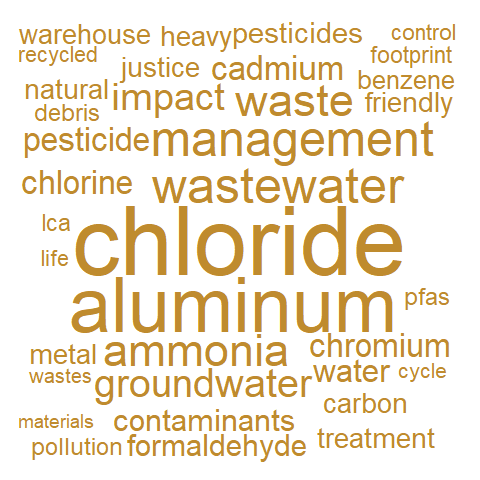 warehouse heavy pesticides control
recycled justice cadmium footprint
natural impact waste benzene
debris friendly
pesticide management
chlorine wastewater
lca chloride
life
aluminum pfas
metal ammonia chromium
wastes groundwater water cycle
materials contaminants carbon
pollution formaldehyde treatment